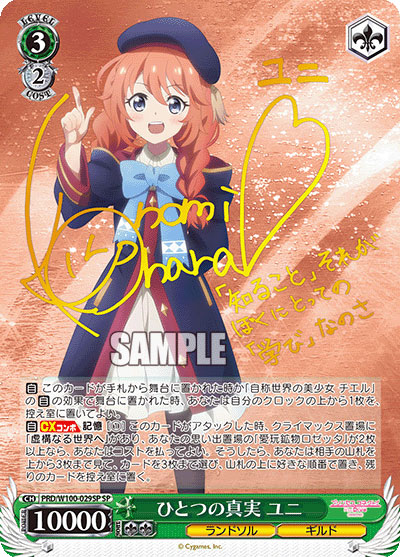 LEVEL
3
2
COST
ユニ
Konomi
Kohara
「知ること」それが
ぼくにとっての
「学び」なのさ
SAMPLE
自 このカードが手札から舞台に置かれた時か「自称世界の美少女 チエル」
の 自 の効果で舞台に置かれた時、あなたは自分のクロックの上から1枚を、
控え室に置いてよい。
自 CXコンボ 記憶 (1) このカードがアタックした時、クライマックス置場に
「虚構なる世界へ」があり、あなたの思い出置場の「愛玩鉱物ロゼッタ」が2枚
以上なら、あなたはコストを払ってよい。そうしたら、あなたは相手の山札
を上から3枚まで見て、カードを3枚まで選び、山札の上に好きな順番で置き、残
りのカードを控え室に置く。
CH PRD/W100-029SP SP
10000
ひとつの真実 ユニ
ランドソル
ギルド
© Cygames, Inc.